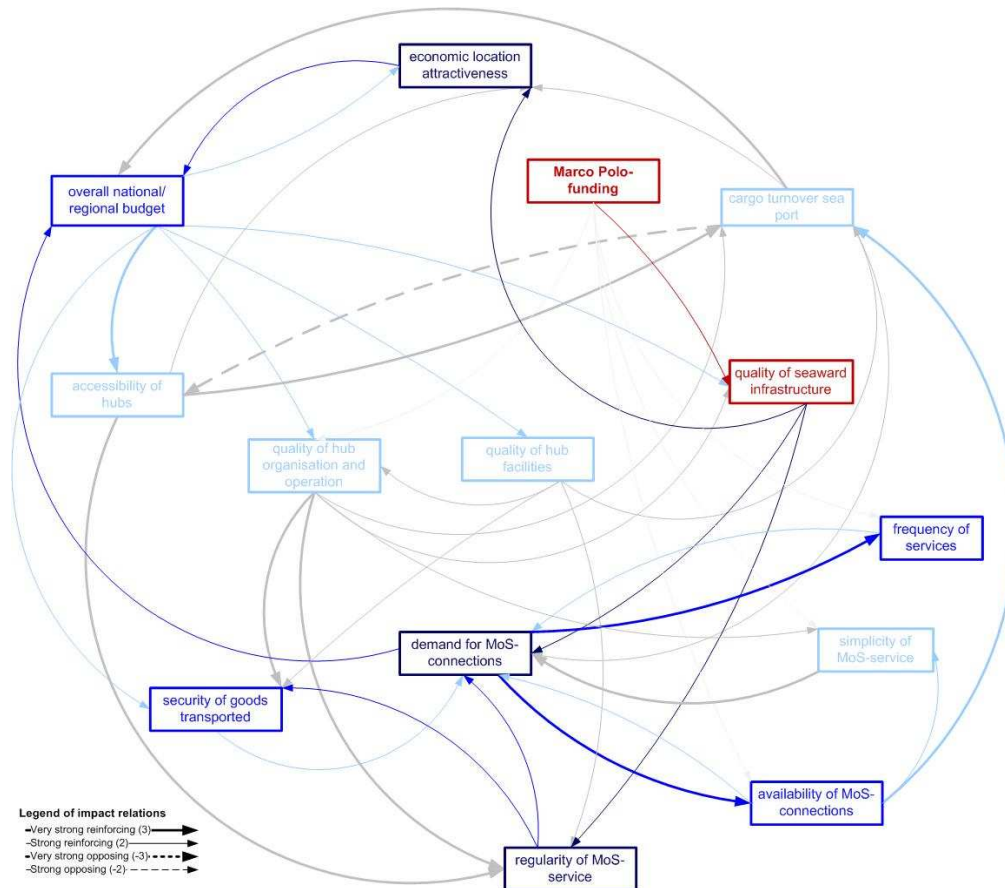 economic location
attractiveness
overall national/
regional budget
Marco Polo-
funding
cargo turnover sea
port
accessibility of
hubs
quality of seaward
infrastructure
quality of hub
organisation and
operation
quality of hub
facilities
frequency of
services
demand for MoS-
connections
simplicity of
MoS-service
security of goods
transported
availability of MoS-
connections
regularity of MoS-
service
Legend of impact relations
Very strong reinforcing (3)
Strong reinforcing (2)
Very strong opposing (-3)
Strong opposing (-2)